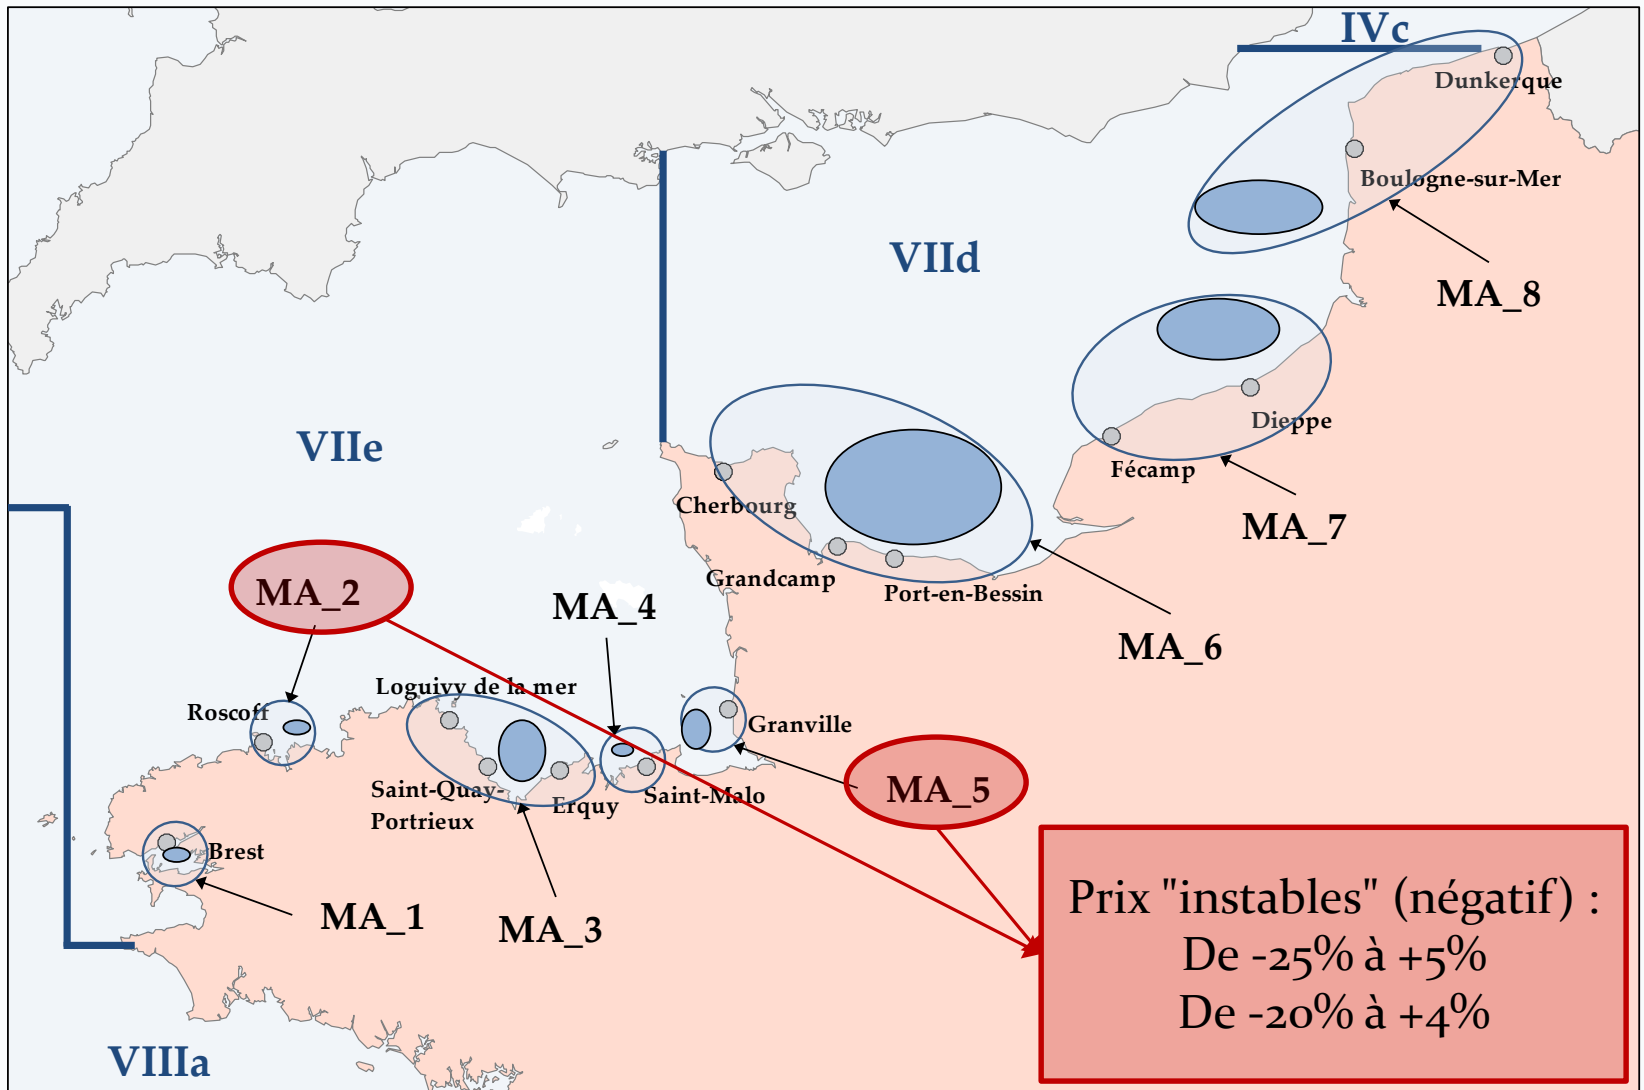 IVc
Dunkerque
Boulogne-sur-Mer
VIId
MA_8
Dieppe
Fécamp
MA_7
VIIe
Cherbourg
Grandcamp
Port-en-Bessin
MA_6
MA_2
MA_4
Loguivy de la mer
Roscoff
Granville
MA_5
Saint-Quay-
Portrieux
Erquy
Saint-Malo
Brest
MA_1
MA_3
Prix "instables" (négatif) :
De -25% à +5%
De -20% à +4%
VIIIa